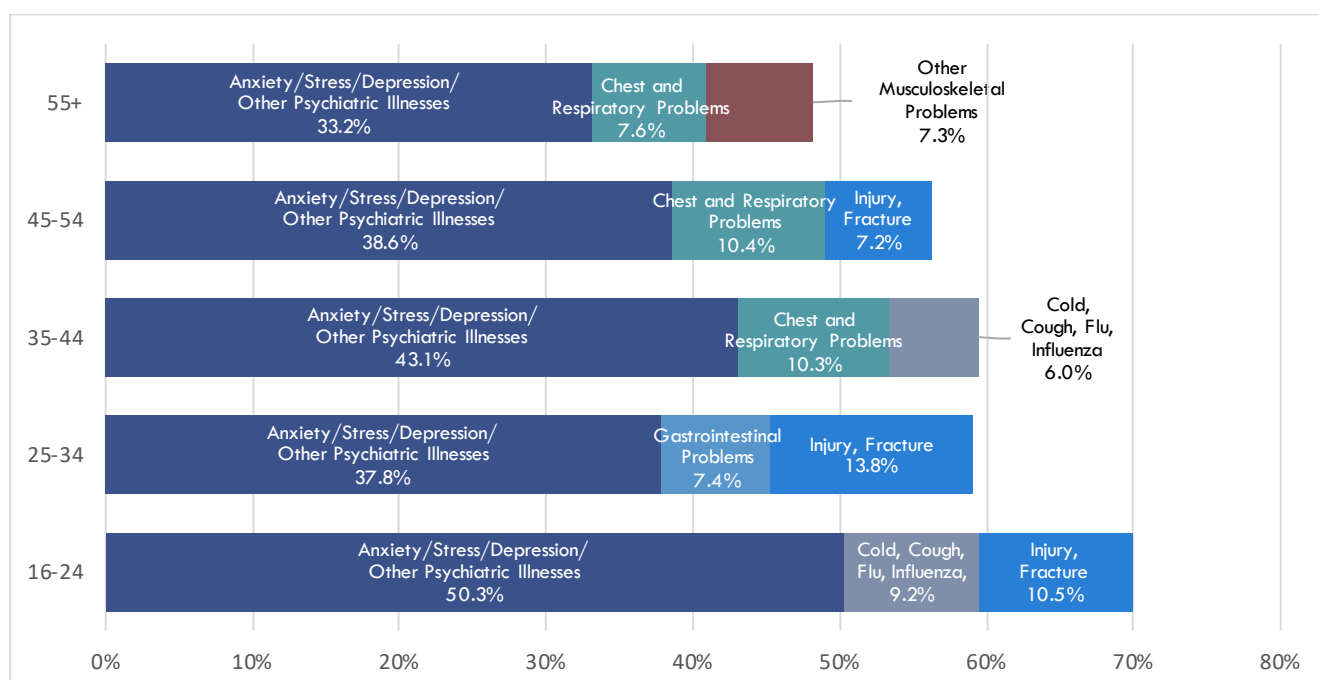 55+
Anxiety/Stress/Depression/
Other Psychiatric Illnesses
33.2%
Chest and
Respiratory Problems
7.6%
Other
Musculoskeletal
Problems
7.3%
45-54
Anxiety/Stress/Depression/
Other Psychiatric Illnesses
38.6%
Chest and Respiratory
Problems
10.4%
Injury,
Fracture
7.2%
35-44
Anxiety/Stress/Depression/
Other Psychiatric Illnesses
43.1%
Chest and
Respiratory Problems
10.3%
Cold,
Cough, Flu,
Influenza
6.0%
25-34
Anxiety/Stress/Depression/
Other Psychiatric Illnesses
37.8%
Gastrointestinal
Problems
7.4%
Injury, Fracture
13.8%
16-24
Anxiety/Stress/Depression/
Other Psychiatric Illnesses
50.3%
Cold, Cough,
Flu, Influenza,
9.2%
Injury,
Fracture
10.5%
0% 10% 20% 30% 40% 50% 60% 70% 80%